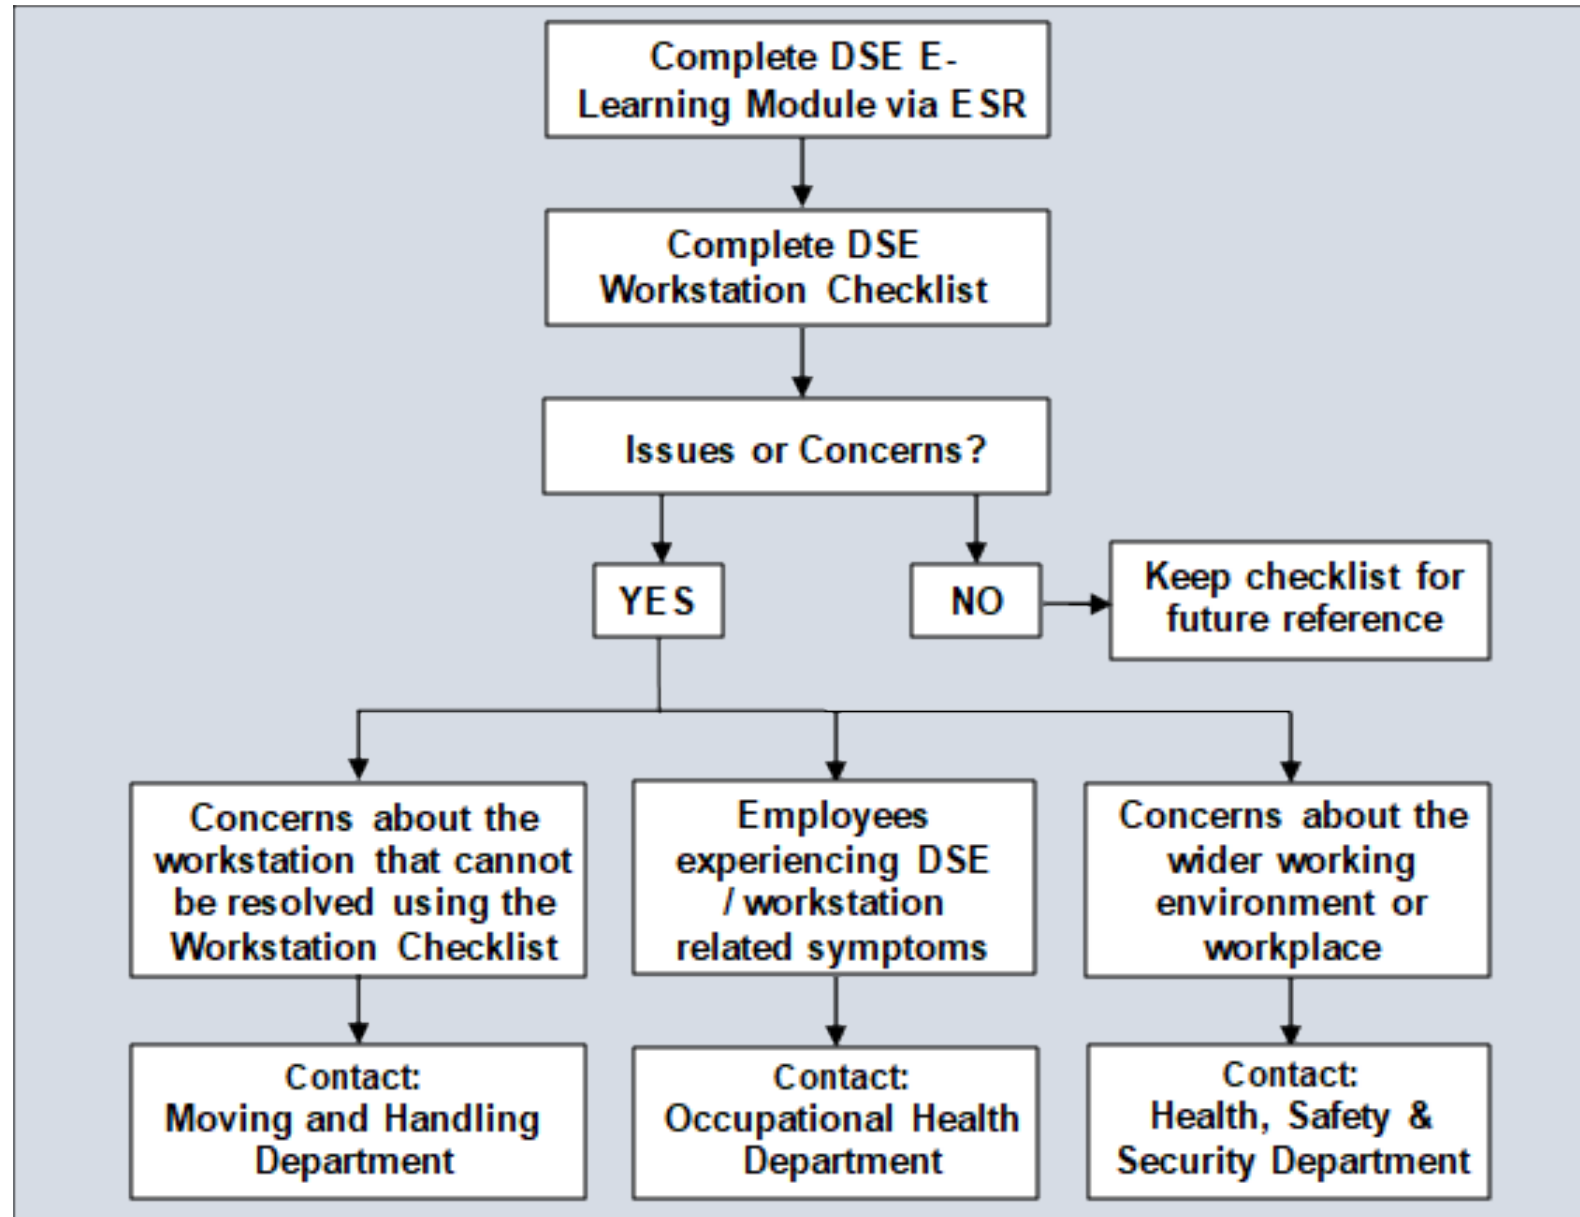 Complete DSE E-
Learning Module via ESR
Complete DSE
Workstation Checklist
Issues or Concerns?
YES
NO
Keep checklist for
future reference
Concerns about the
workstation that cannot
be resolved using the
Workstation Checklist
Employees
experiencing DSE
/ workstation
related symptoms
Concerns about the
wider working
environment or
workplace
Contact:
Moving and Handling
Department
Contact:
Occupational Health
Department
Contact:
Health, Safety &
Security Department